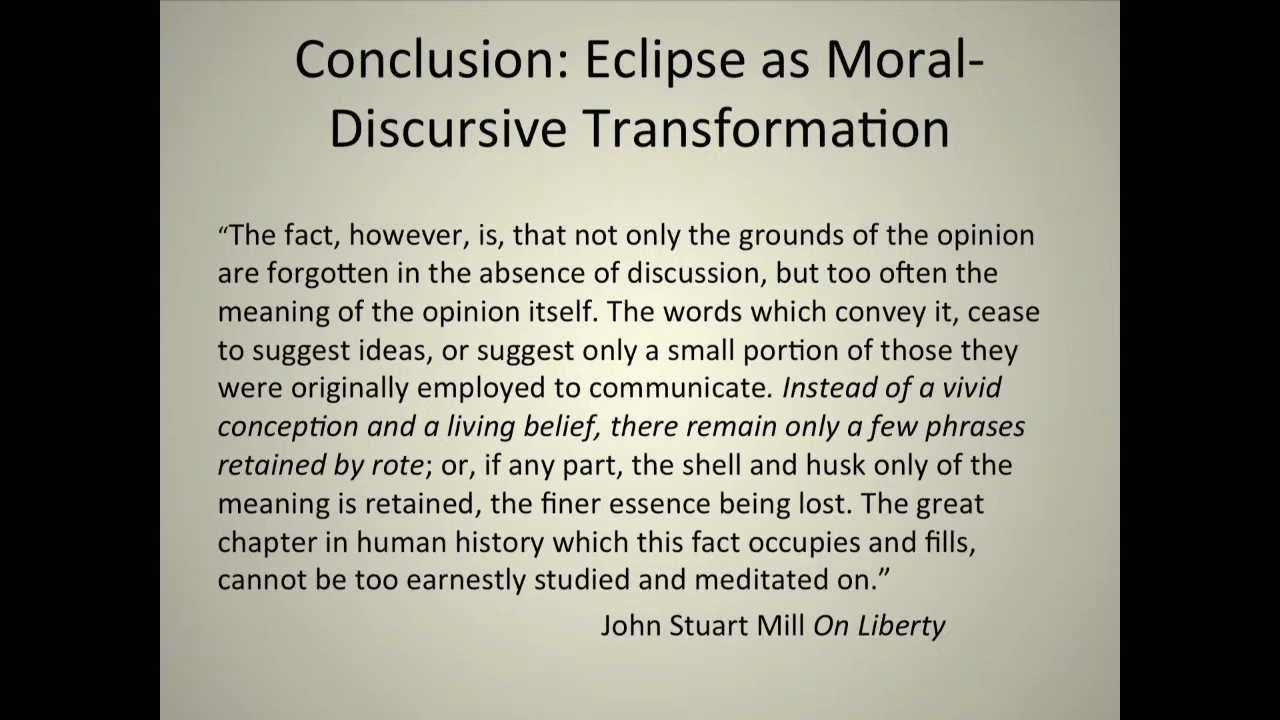 Conclusion: Eclipse as Moral-
Discursive Transformation
“The fact, however, is, that not only the grounds of the opinion
are forgotten in the absence of discussion, but too often the
meaning of the opinion itself. The words which convey it, cease
to suggest ideas, or suggest only a small portion of those they
were originally employed to communicate. Instead of a vivid
conception and a living belief, there remain only a few phrases
retained by rote; or, if any part, the shell and husk only of the
meaning is retained, the finer essence being lost. The great
chapter in human history which this fact occupies and fills,
cannot be too earnestly studied and meditated on.”
John Stuart Mill On Liberty